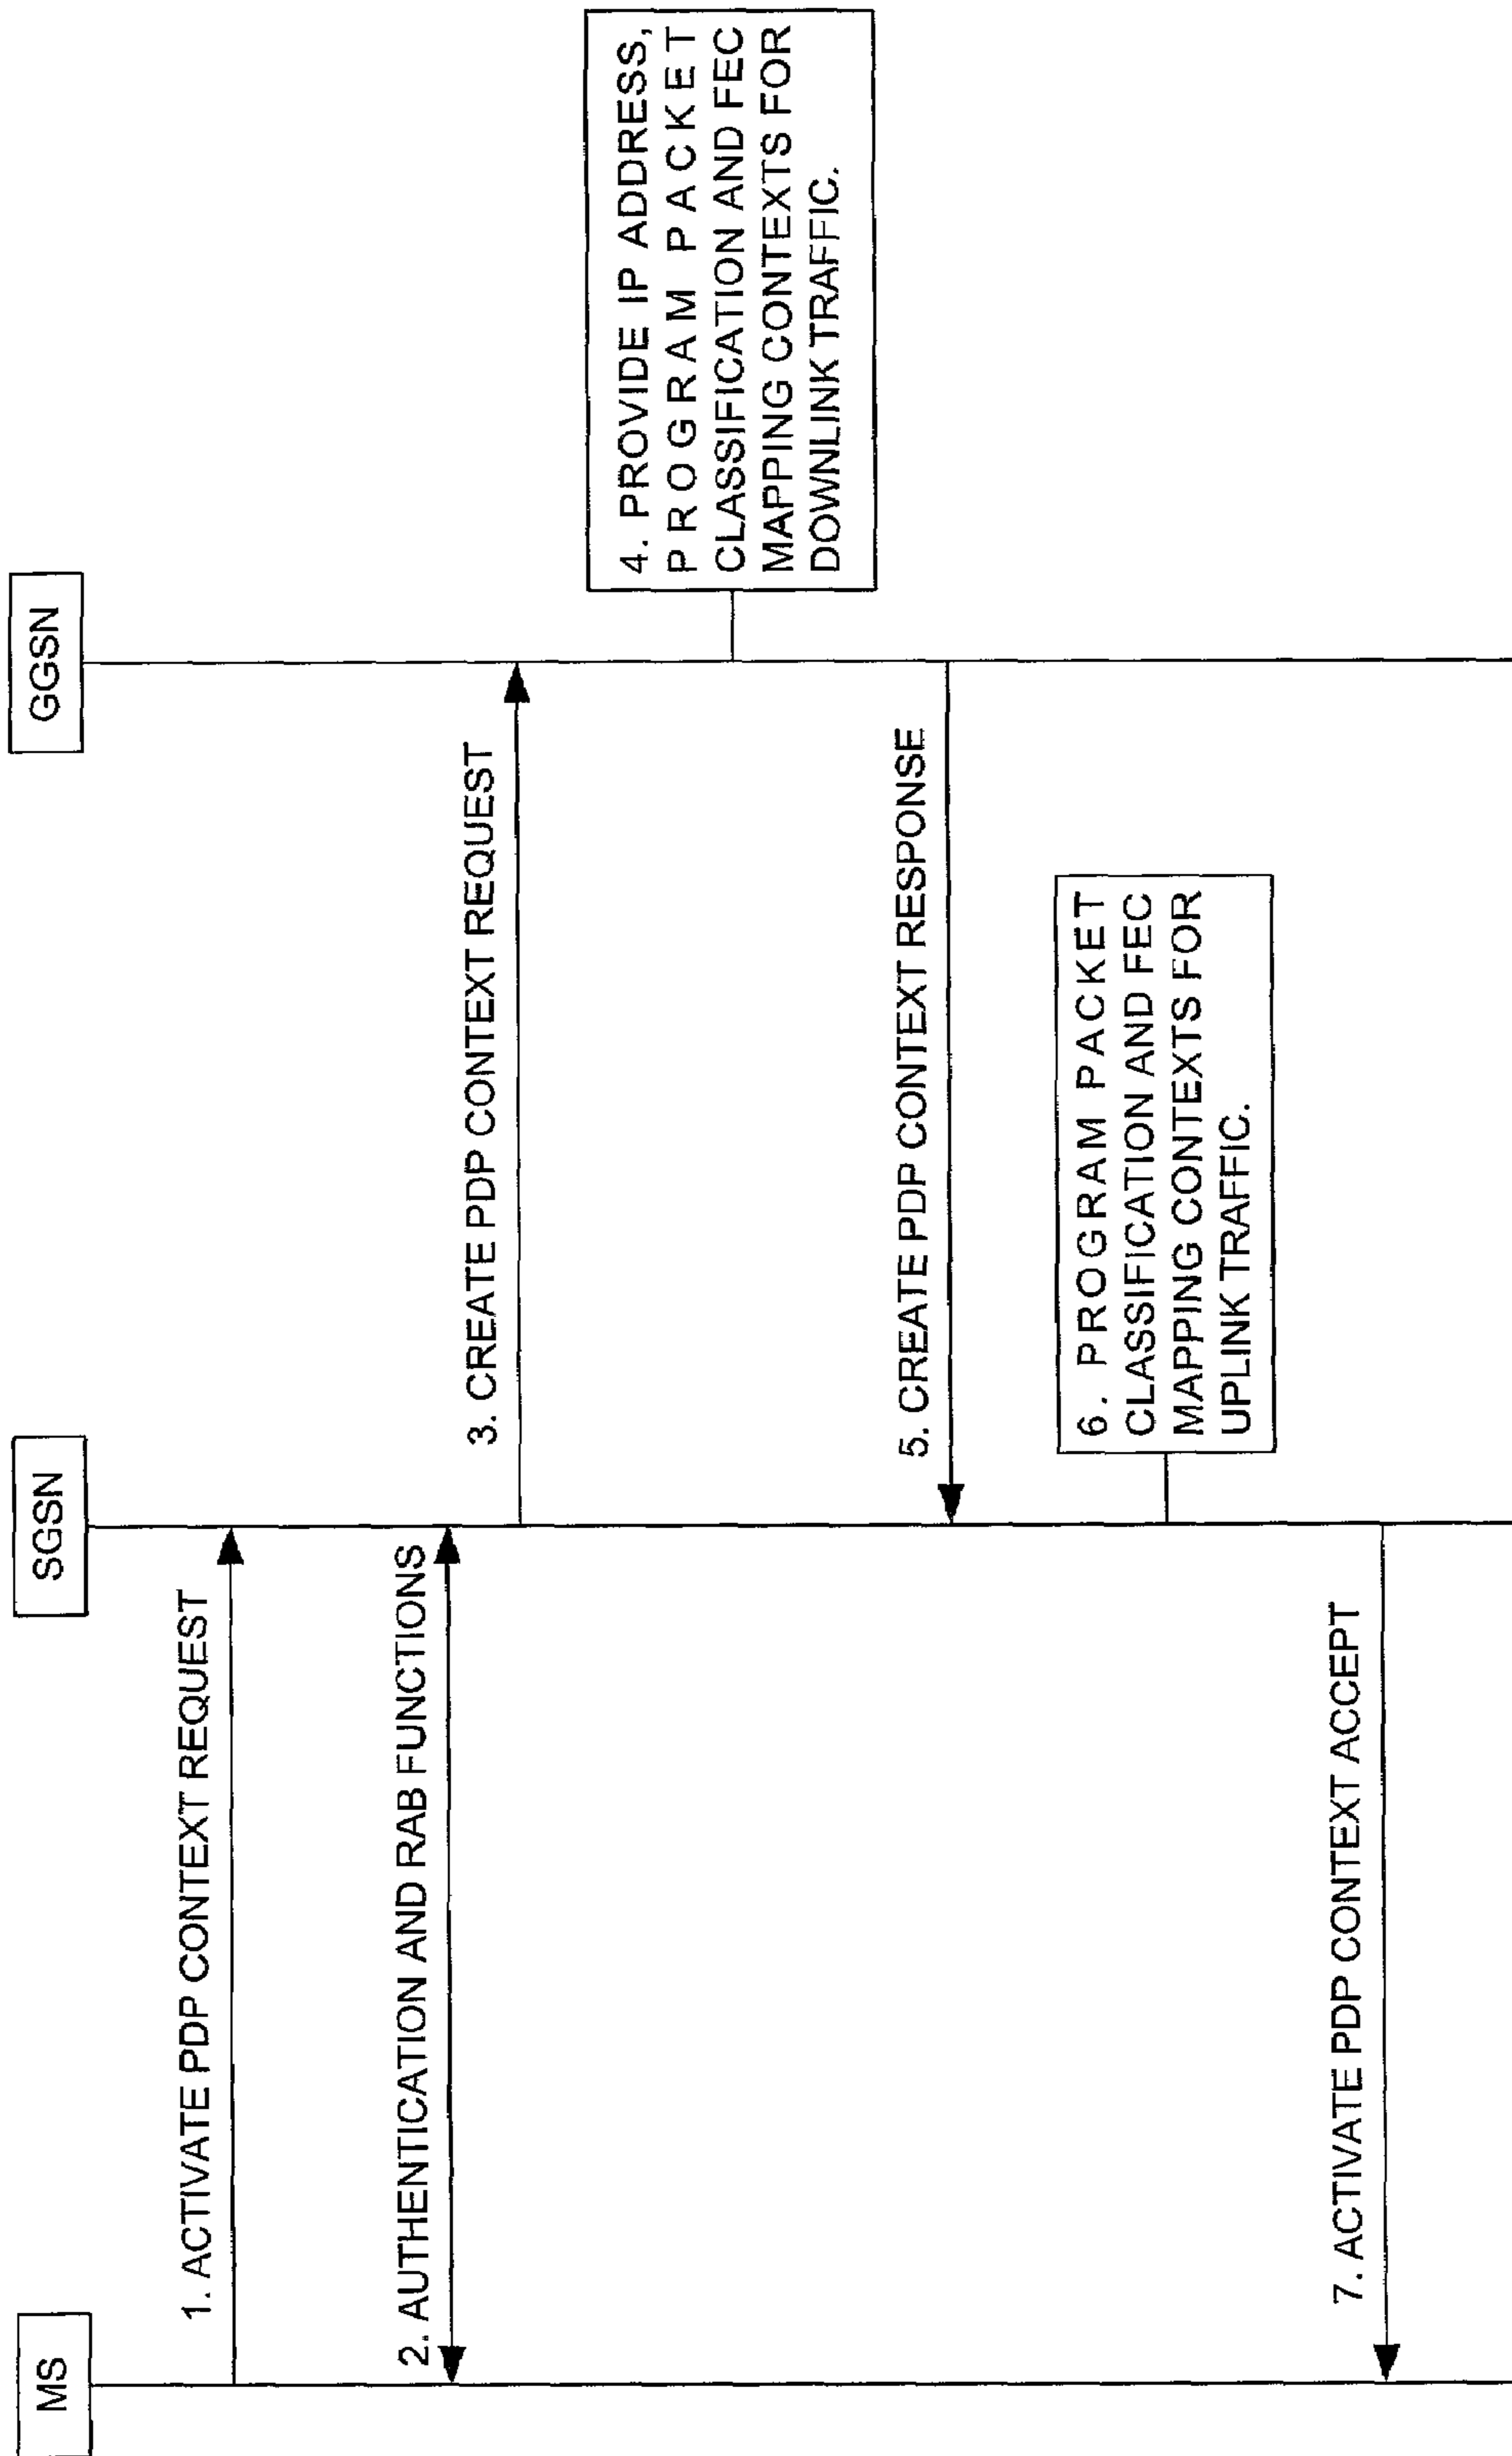 MS
SGSN
GGSN
1. ACTIVATE PDP CONTEXT REQUEST
2. AUTHENTICATION AND RAB FUNCTIONS
3. CREATE PDP CONTEXT REQUEST
4. PROVIDE IP ADDRESS,
PROGRAM PACKET
CLASSIFICATION AND FEC
MAPPING CONTEXTS FOR
DOWNLINK TRAFFIC.
5. CREATE PDP CONTEXT RESPONSE
6. PROGRAM PACKET
CLASSIFICATION AND FEC
MAPPING CONTEXTS FOR
UPLINK TRAFFIC.
7. ACTIVATE PDP CONTEXT ACCEPT